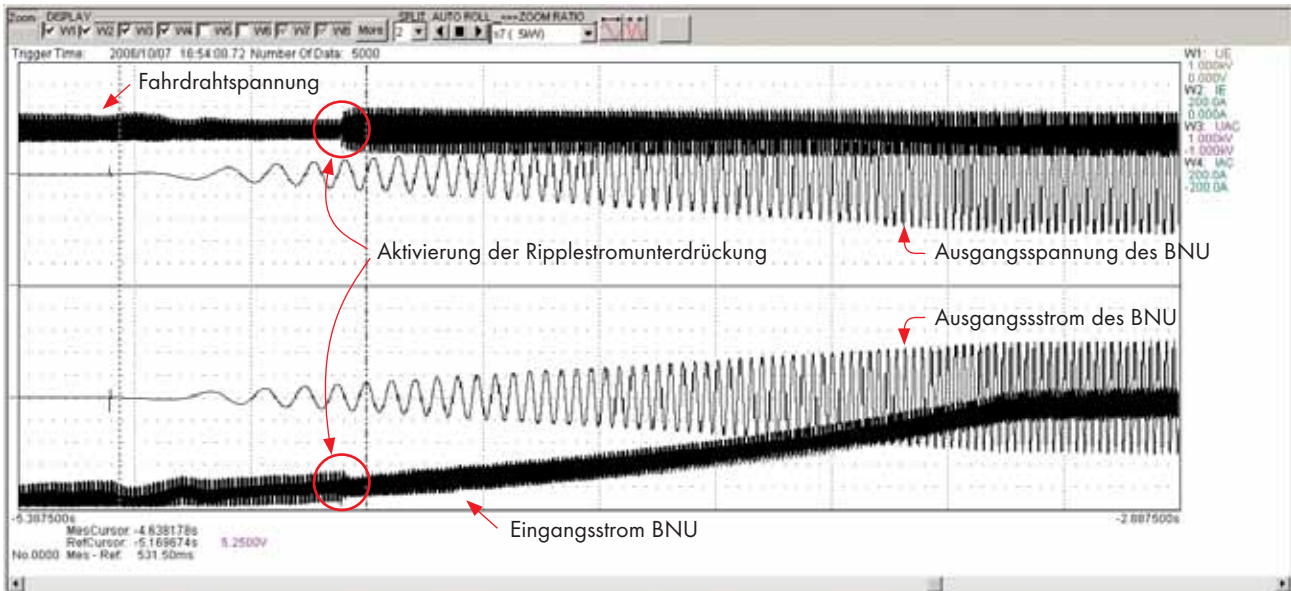 Zoom DISPLAY SPLIT AUTO ROLL ===ZOOM RATIO
W1 W2 W3 W4 W5 W6 W7 W8 More 2 x7 ( 5kW)
Trigger Time: 2006/10/07 16:54:00.72 Number Of Data: 5000
W1: UE
1.000kV
0.000V
W2: IE
200.0A
0.000A
W3: UAC
1.000kV
-1.000kV
W4: IAC
200.0A
-200.0A
Fahrdrahtspannung
Aktivierung der Ripplestromunterdrückung
Ausgangsspannung des BNU
Ausgangssstrom des BNU
Eingangsstrom BNU
-5.387500s
-2.887500s
MesCursor -4.638178s
RefCursor -5.169674s 5.2500V
No.0000 Mes - Ref. 531.50ms